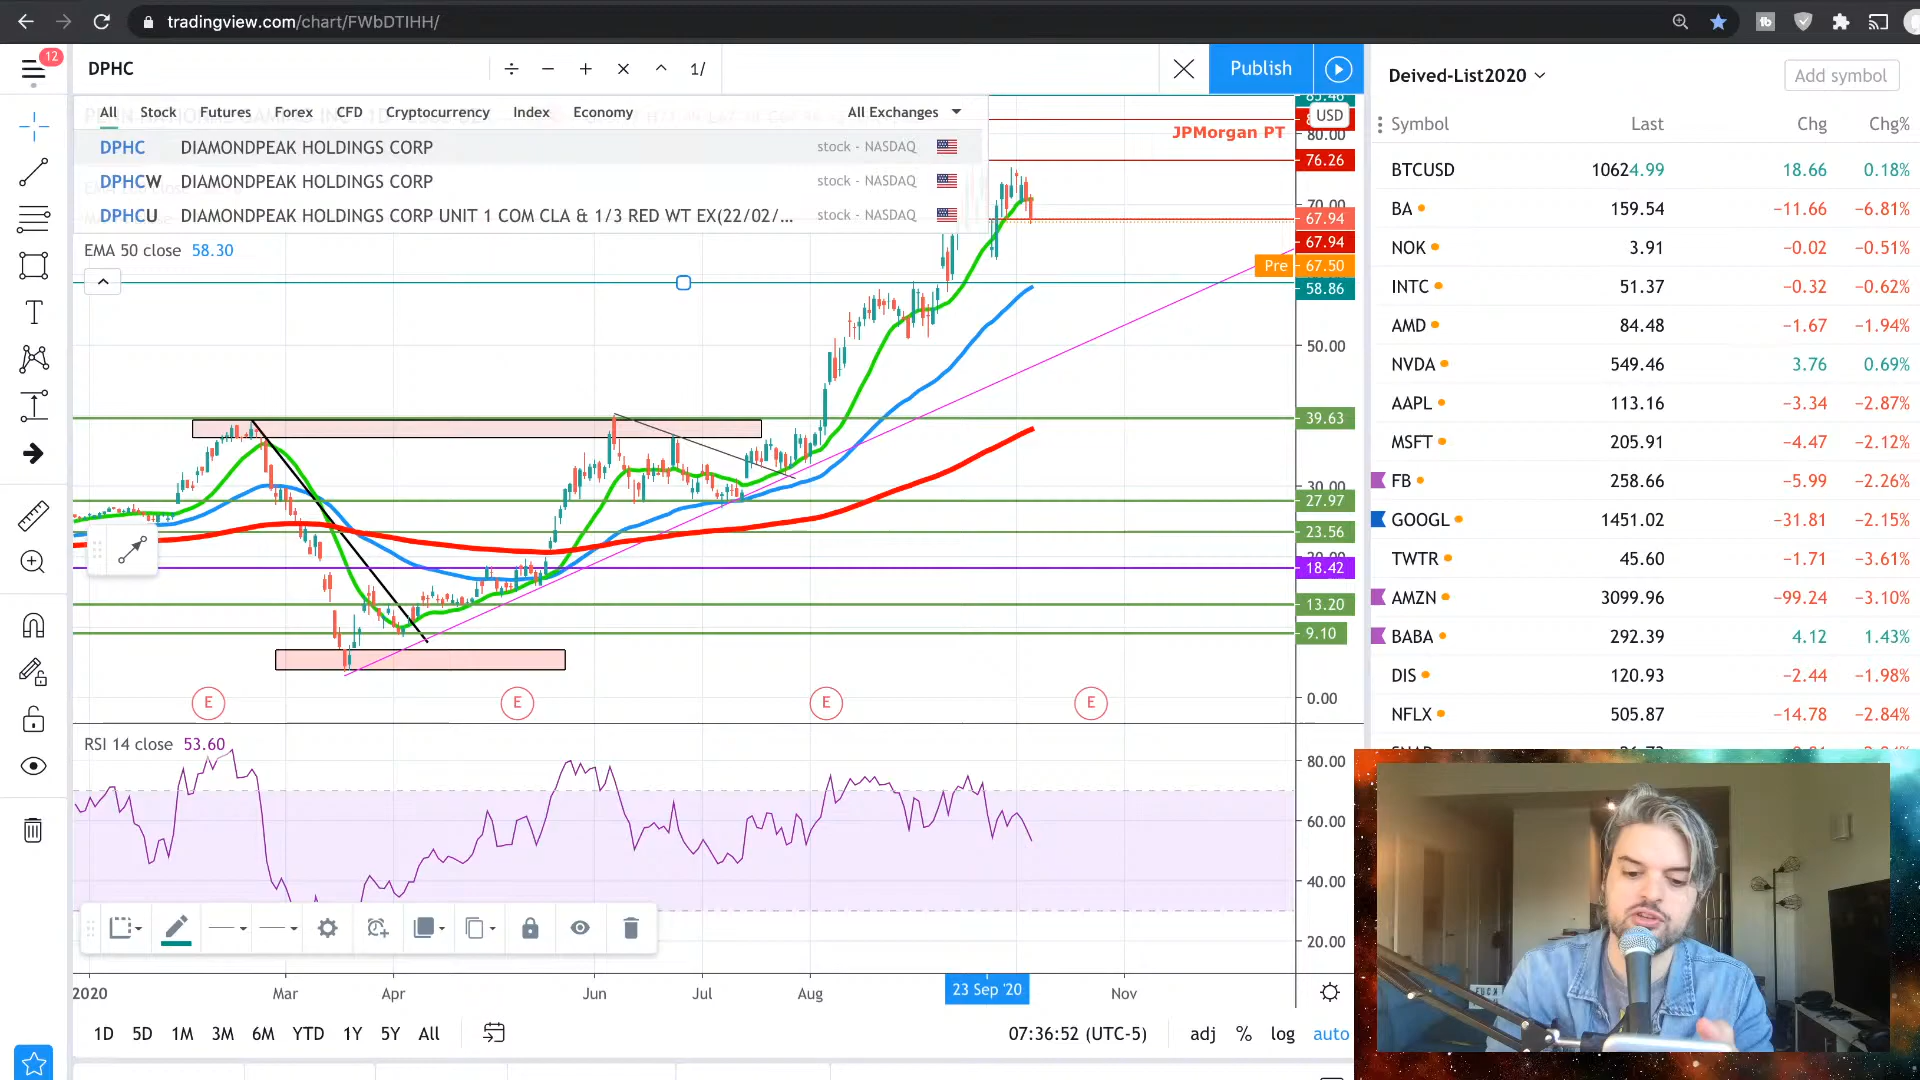 tradingview.com/chart/FWbDTIHH/
12
DPHC
1/
Publish
Deived-List2020
Add symbol
All Stock Futures Forex CFD Cryptocurrency Index Economy All Exchanges
USD
DPHC DIAMONDPEAK HOLDINGS CORP stock - NASDAQ
DPHCW DIAMONDPEAK HOLDINGS CORP stock - NASDAQ
DPHCU DIAMONDPEAK HOLDINGS CORP UNIT 1 COM CLA & 1/3 RED WT EX(22/02/... stock - NASDAQ
EMA 50 close 58.30
JPMorgan PT
80.00
76.26
70.00
67.94
67.94
Pre 67.50
58.86
50.00
39.63
30.00
27.97
23.56
20.00
18.42
13.20
9.10
0.00
E E E E
RSI 14 close 53.60
80.00
60.00
40.00
20.00
2020 Mar Apr Jun Jul Aug 23 Sep '20 Nov
1D 5D 1M 3M 6M YTD 1Y 5Y All
07:36:52 (UTC-5) adj % log auto
Symbol Last Chg Chg%
BTCUSD 10624.99 18.66 0.18%
BA 159.54 −11.66 −6.81%
NOK 3.91 −0.02 −0.51%
INTC 51.37 −0.32 −0.62%
AMD 84.48 −1.67 −1.94%
NVDA 549.46 3.76 0.69%
AAPL 113.16 −3.34 −2.87%
MSFT 205.91 −4.47 −2.12%
FB 258.66 −5.99 −2.26%
GOOGL 1451.02 −31.81 −2.15%
TWTR 45.60 −1.71 −3.61%
AMZN 3099.96 −99.24 −3.10%
BABA 292.39 4.12 1.43%
DIS 120.93 −2.44 −1.98%
NFLX 505.87 −14.78 −2.84%